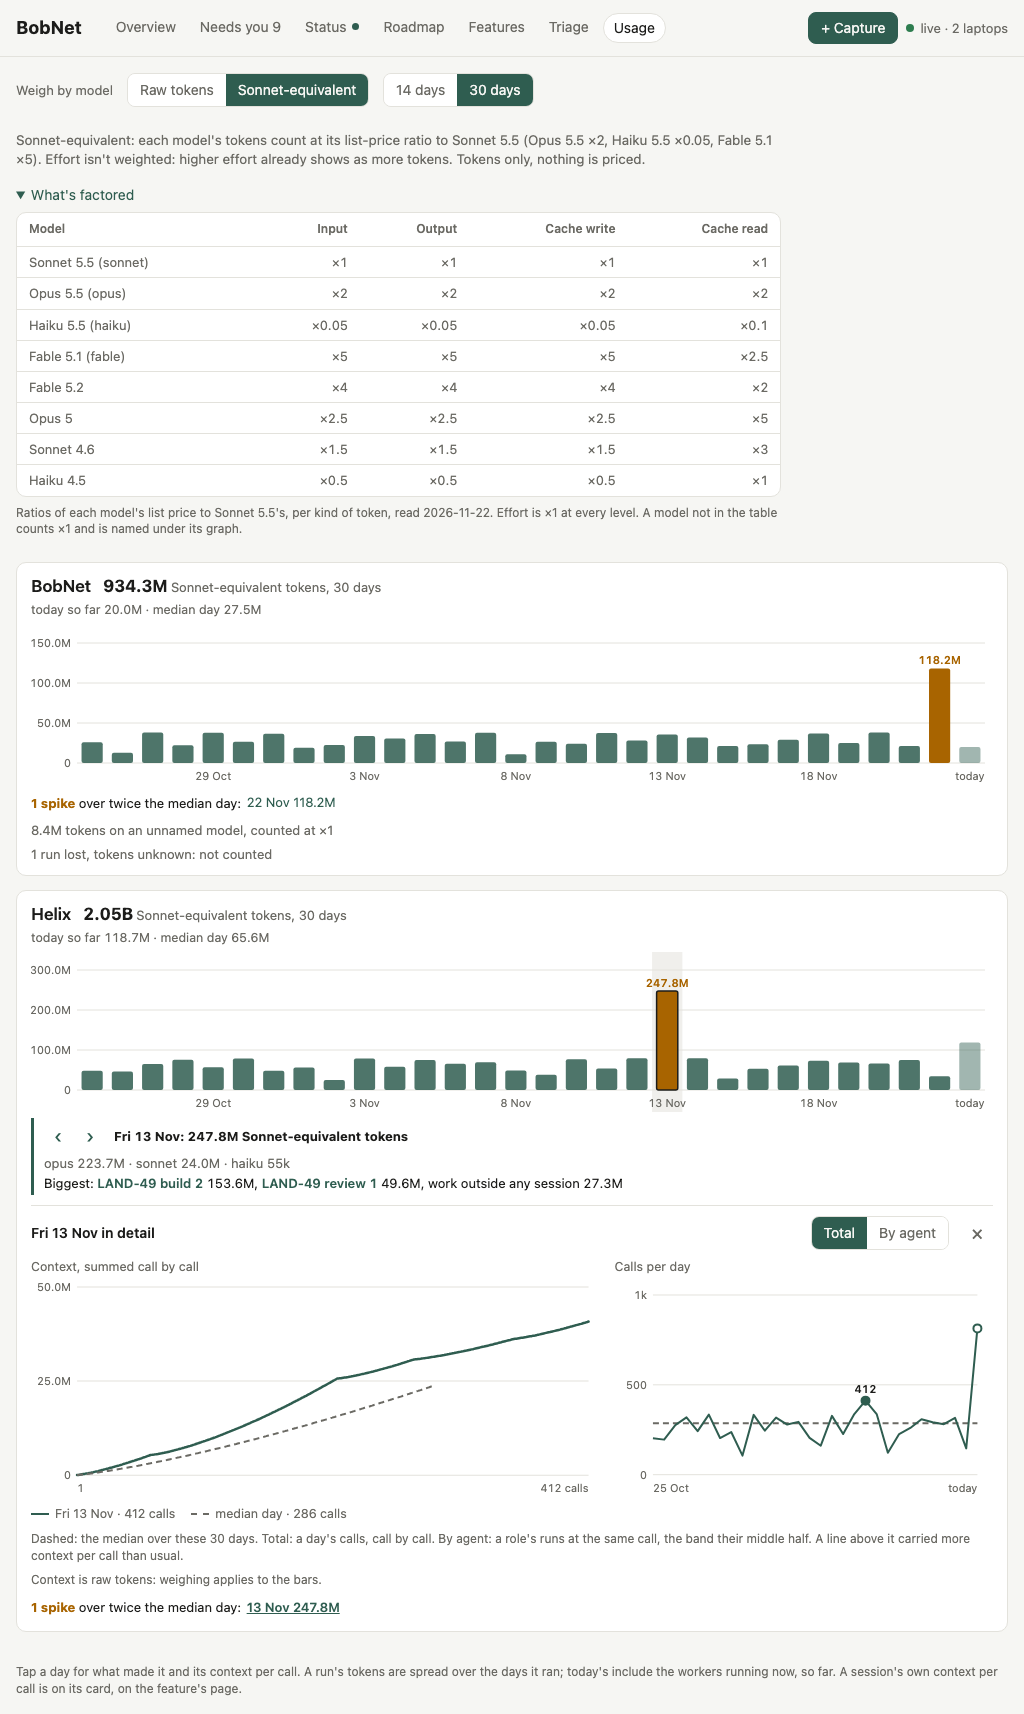 BobNet
Overview
Needs you 9
Status
Roadmap
Features
Triage
Usage
+ Capture
live · 2 laptops
Weigh by model
Raw tokens
Sonnet-equivalent
14 days
30 days
Sonnet-equivalent: each model's tokens count at its list-price ratio to Sonnet 5.5 (Opus 5.5 ×2, Haiku 5.5 ×0.05, Fable 5.1
×5). Effort isn't weighted: higher effort already shows as more tokens. Tokens only, nothing is priced.
▼ What's factored
Model Input Output Cache write Cache read
Sonnet 5.5 (sonnet) ×1 ×1 ×1 ×1
Opus 5.5 (opus) ×2 ×2 ×2 ×2
Haiku 5.5 (haiku) ×0.05 ×0.05 ×0.05 ×0.1
Fable 5.1 (fable) ×5 ×5 ×5 ×2.5
Fable 5.2 ×4 ×4 ×4 ×2
Opus 5 ×2.5 ×2.5 ×2.5 ×5
Sonnet 4.6 ×1.5 ×1.5 ×1.5 ×3
Haiku 4.5 ×0.5 ×0.5 ×0.5 ×1
Ratios of each model's list price to Sonnet 5.5's, per kind of token, read 2026-11-22. Effort is ×1 at every level. A model not in the table
counts ×1 and is named under its graph.
BobNet 934.3M Sonnet-equivalent tokens, 30 days
today so far 20.0M · median day 27.5M
150.0M
100.0M
50.0M
0
118.2M
29 Oct
3 Nov
8 Nov
13 Nov
18 Nov
today
1 spike over twice the median day: 22 Nov 118.2M
8.4M tokens on an unnamed model, counted at ×1
1 run lost, tokens unknown: not counted
Helix 2.05B Sonnet-equivalent tokens, 30 days
today so far 118.7M · median day 65.6M
300.0M
200.0M
100.0M
0
247.8M
29 Oct
3 Nov
8 Nov
13 Nov
18 Nov
today
‹ › Fri 13 Nov: 247.8M Sonnet-equivalent tokens
opus 223.7M · sonnet 24.0M · haiku 55k
Biggest: LAND-49 build 2 153.6M, LAND-49 review 1 49.6M, work outside any session 27.3M
Fri 13 Nov in detail
Total
By agent
×
Context, summed call by call
50.0M
25.0M
0
1
412 calls
Calls per day
1k
500
0
412
25 Oct
today
Fri 13 Nov · 412 calls
median day · 286 calls
Dashed: the median over these 30 days. Total: a day's calls, call by call. By agent: a role's runs at the same call, the band their middle half. A line above it carried more
context per call than usual.
Context is raw tokens: weighing applies to the bars.
1 spike over twice the median day: 13 Nov 247.8M
Tap a day for what made it and its context per call. A run's tokens are spread over the days it ran; today's include the workers running now, so far. A session's own context per
call is on its card, on the feature's page.